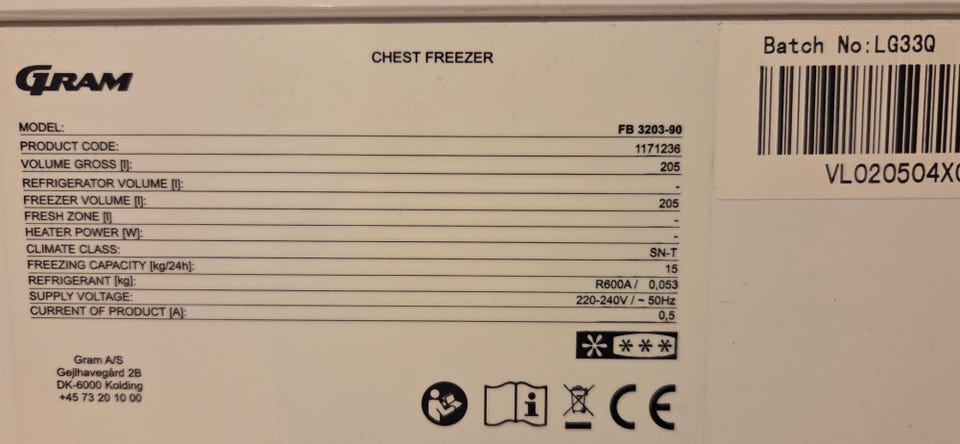 CHEST FREEZER
GRAM
MODEL: FB 3203-90
PRODUCT CODE: 1171236
VOLUME GROSS [l]: 205
REFRIGERATOR VOLUME [l]: -
FREEZER VOLUME [l]: 205
FRESH ZONE [l] -
HEATER POWER [W]: -
CLIMATE CLASS: SN-T
FREEZING CAPACITY [kg/24h]: 15
REFRIGERANT [kg]: R600A / 0,053
SUPPLY VOLTAGE: 220-240V / ~ 50Hz
CURRENT OF PRODUCT [A]: 0,5
Gram A/S
Gejlhavegård 2B
DK-6000 Kolding
+45 73 20 10 00
CE
Batch No:LG33Q